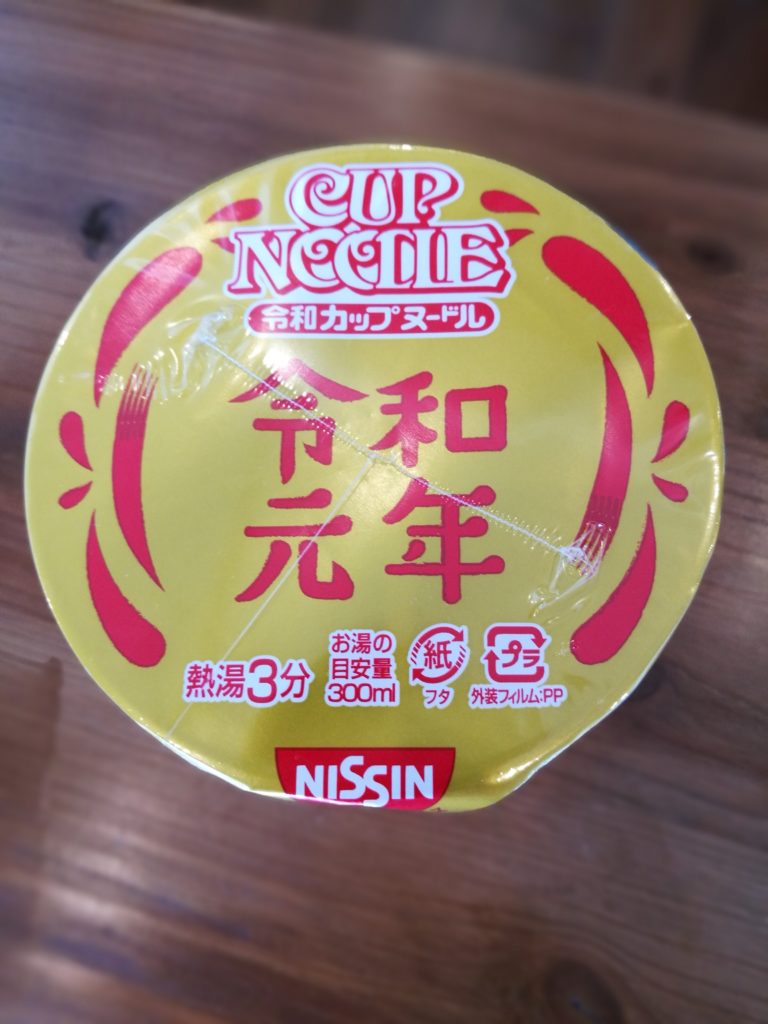 CUP
NOODLE
令和カップヌードル
令和
元年
熱湯3分
お湯の
目安量
300ml
紙
フタ
プラ
外装フィルム:PP
NISSIN